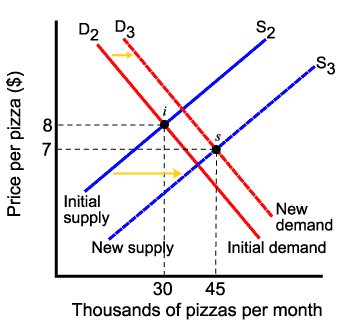 D2 D3 S2
S3
i
8
s
7
Initial
supply
New
demand
New supply Initial demand
30 45
Price per pizza ($)
Thousands of pizzas per month